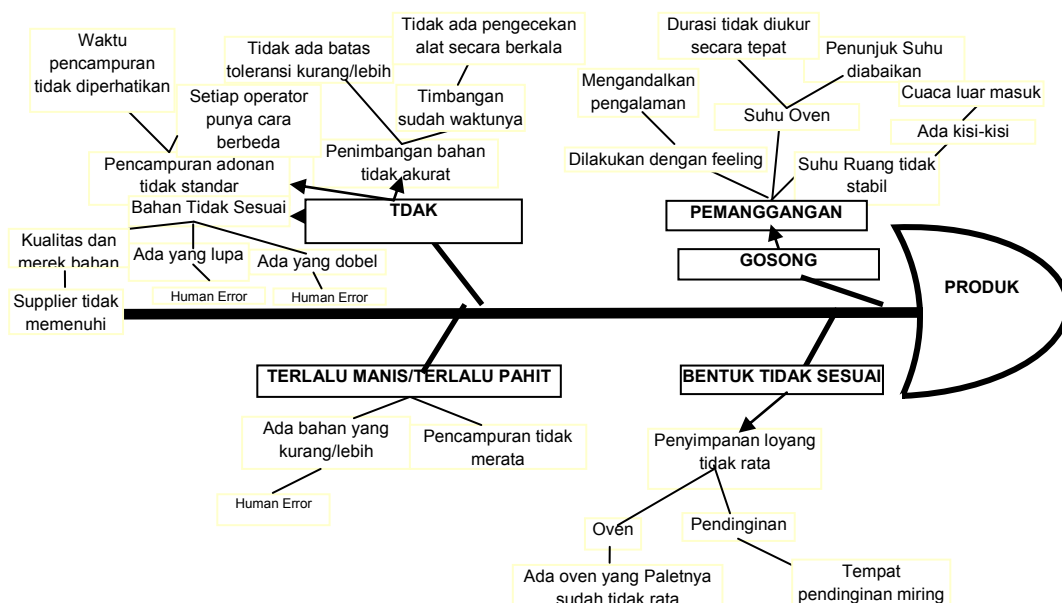 Waktu
pencampuran
tidak diperhatikan
Tidak ada batas
toleransi kurang/lebih
Tidak ada pengecekan
alat secara berkala
Setiap operator
punya cara
berbeda
Timbangan
sudah waktunya
Pencampuran adonan
tidak standar
Penimbangan bahan
tidak akurat
Bahan Tidak Sesuai
TDAK
Kualitas dan
merek bahan
Ada yang lupa
Ada yang dobel
Supplier tidak
memenuhi
Human Error
Human Error
Durasi tidak diukur
secara tepat
Penunjuk Suhu
diabaikan
Mengandalkan
pengalaman
Suhu Oven
Cuaca luar masuk
Ada kisi-kisi
Dilakukan dengan feeling
Suhu Ruang tidak
stabil
PEMANGGANGAN
GOSONG
PRODUK
TERLALU MANIS/TERLALU PAHIT
Ada bahan yang
kurang/lebih
Pencampuran tidak
merata
Human Error
BENTUK TIDAK SESUAI
Penyimpanan loyang
tidak rata
Oven
Pendinginan
Ada oven yang Paletnya
sudah tidak rata
Tempat
pendinginan miring